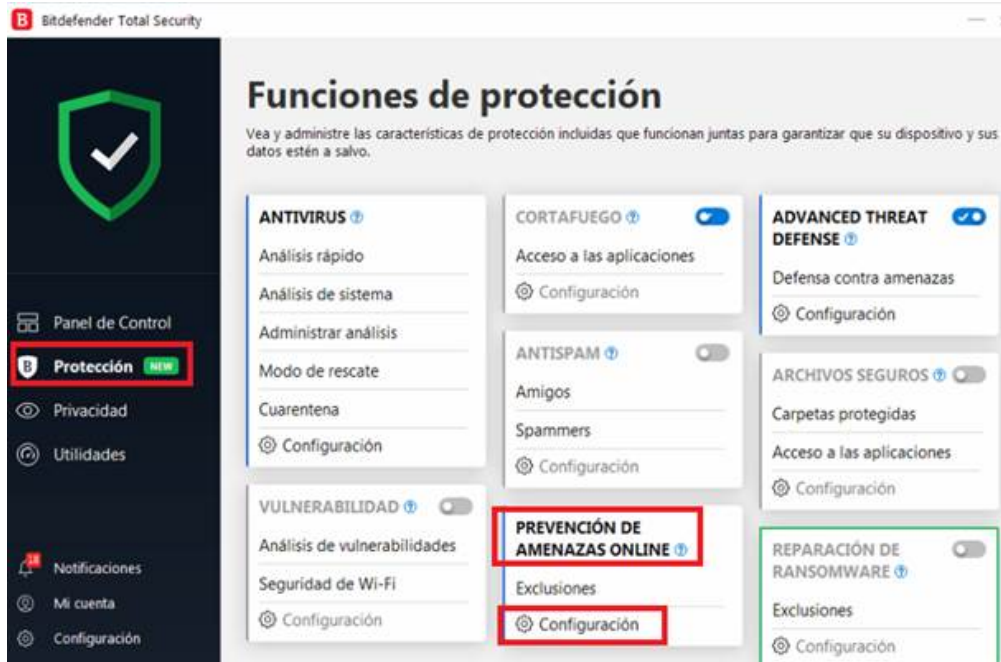 B Bitdefender Total Security
Funciones de protección
Vea y administre las características de protección incluidas que funcionan juntas para garantizar que su dispositivo y sus
datos estén a salvo.
Panel de Control
B Protección NEW
Privacidad
Utilidades
18 Notificaciones
Mi cuenta
Configuración
ANTIVIRUS ?
Análisis rápido
Análisis de sistema
Administrar análisis
Modo de rescate
Cuarentena
Configuración
VULNERABILIDAD ?
Análisis de vulnerabilidades
Seguridad de Wi-Fi
Configuración
CORTAFUEGO ?
Acceso a las aplicaciones
Configuración
ANTISPAM ?
Amigos
Spammers
Configuración
PREVENCIÓN DE
AMENAZAS ONLINE ?
Exclusiones
Configuración
ADVANCED THREAT
DEFENSE ?
Defensa contra amenazas
Configuración
ARCHIVOS SEGUROS ?
Carpetas protegidas
Acceso a las aplicaciones
Configuración
REPARACIÓN DE
RANSOMWARE ?
Exclusiones
Configuración